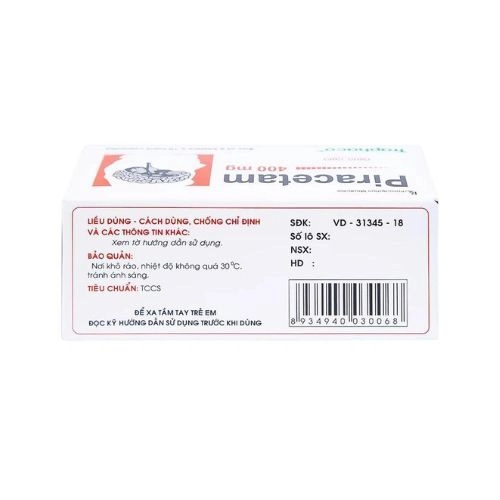 Traphaco
400 mg
Piracetam
LIỀU DÙNG - CÁCH DÙNG, CHỐNG CHỈ ĐỊNH
VÀ CÁC THÔNG TIN KHÁC:
Xem tờ hướng dẫn sử dụng.
BẢO QUẢN:
Nơi khô ráo, nhiệt độ không quá 30°C,
tránh ánh sáng.
TIÊU CHUẨN: TCCS
ĐỂ XA TẦM TAY TRẺ EM
ĐỌC KỸ HƯỚNG DẪN SỬ DỤNG TRƯỚC KHI DÙNG
SĐK: VD - 31345 - 18
Số lô SX:
NSX:
HD :
8 934940 030068